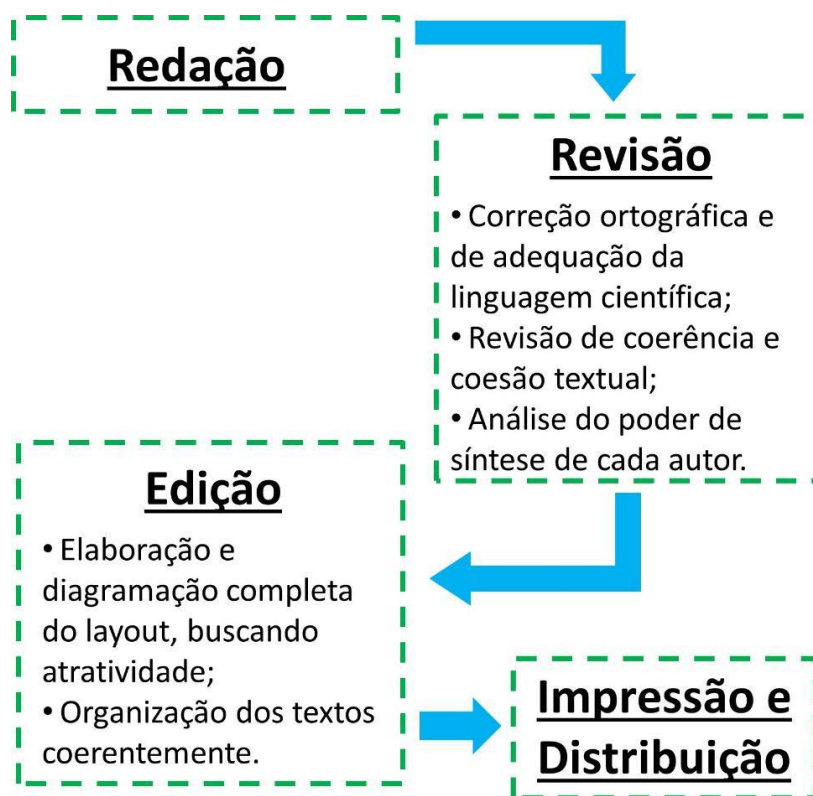 Redação
Revisão
• Correção ortográfica e
de adequação da
linguagem científica;
• Revisão de coerência e
coesão textual;
• Análise do poder de
síntese de cada autor.
Edição
• Elaboração e
diagramação completa
do layout, buscando
atratividade;
• Organização dos textos
coerentemente.
Impressão e
Distribuição